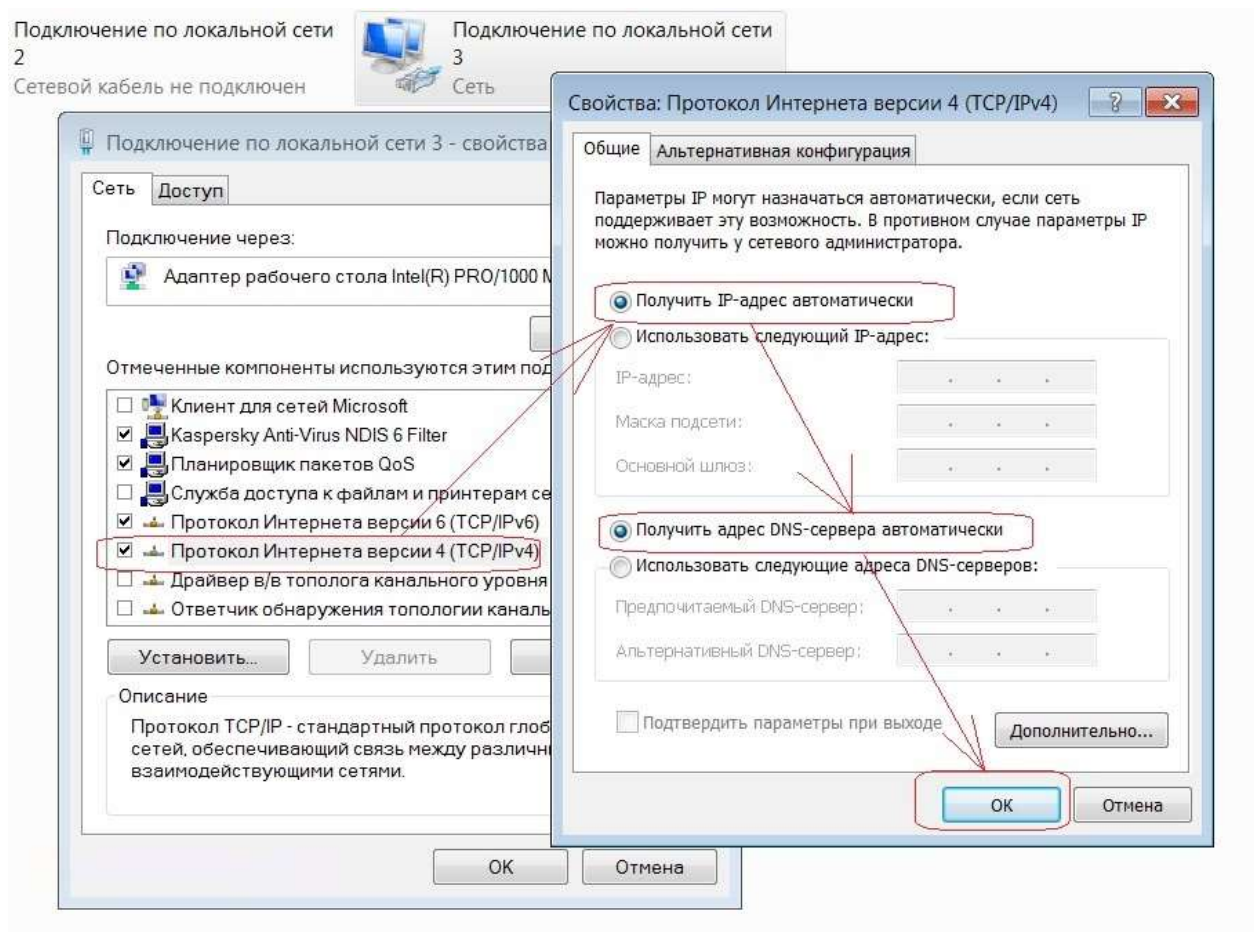 Подключение по локальной сети
2
Сетевой кабель не подключен
Подключение по локальной сети
3
Сеть
Подключение по локальной сети 3 - свойства
Сеть
Доступ
Подключение через:
Адаптер рабочего стола Intel(R) PRO/1000
Отмеченные компоненты используются этим
Клиент для сетей Microsoft
Kaspersky Anti-Virus NDIS 6 Filter
Планировщик пакетов QoS
Служба доступа к файлам и принтерам
Протокол Интернета версии 6 (TCP/IPv6)
Протокол Интернета версии 4 (TCP/IPv4)
Драйвер в/в тополога канального уровня
Ответчик обнаружения топологии
Установить...
Удалить
Описание
Протокол TCP/IP - стандартный протокол
сетей, обеспечивающий связь между
взаимодействующими сетями.
OK
Отмена
Свойства: Протокол Интернета версии 4 (TCP/IPv4)
Общие
Альтернативная конфигурация
Параметры IP могут назначаться автоматически, если сеть
поддерживает эту возможность. В противном случае параметры IP
можно получить у сетевого администратора.
Получить IP-адрес автоматически
Использовать следующий IP-адрес:
IP-адрес:
Маска подсети:
Основной шлюз:
Получить адрес DNS-сервера автоматически
Использовать следующие адреса DNS-серверов:
Предпочитаемый DNS-сервер:
Альтернативный DNS-сервер:
Подтвердить параметры при выходе
Дополнительно...
OK
Отмена